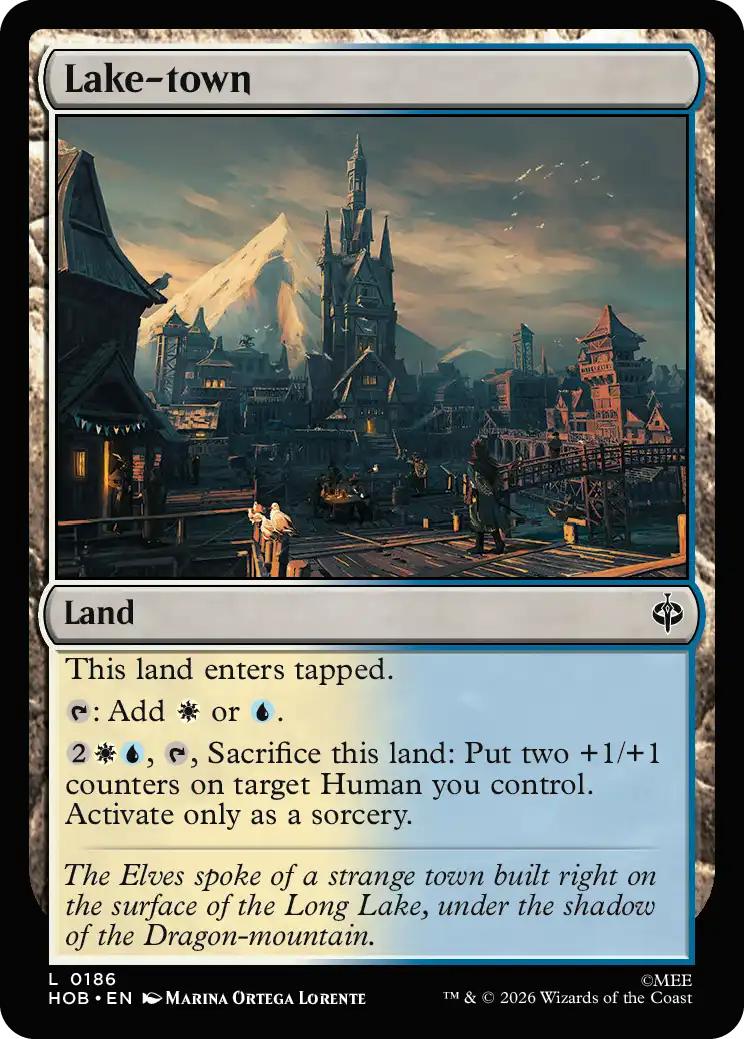 Lake-town
Land
This land enters tapped.
: Add or .
2 , , Sacrifice this land: Put two +1/+1
counters on target Human you control.
Activate only as a sorcery.
The Elves spoke of a strange town built right on
the surface of the Long Lake, under the shadow
of the Dragon-mountain.
L 0186
©MEE
HOB • EN Marina Ortega Lorente
™ & © 2026 Wizards of the Coast